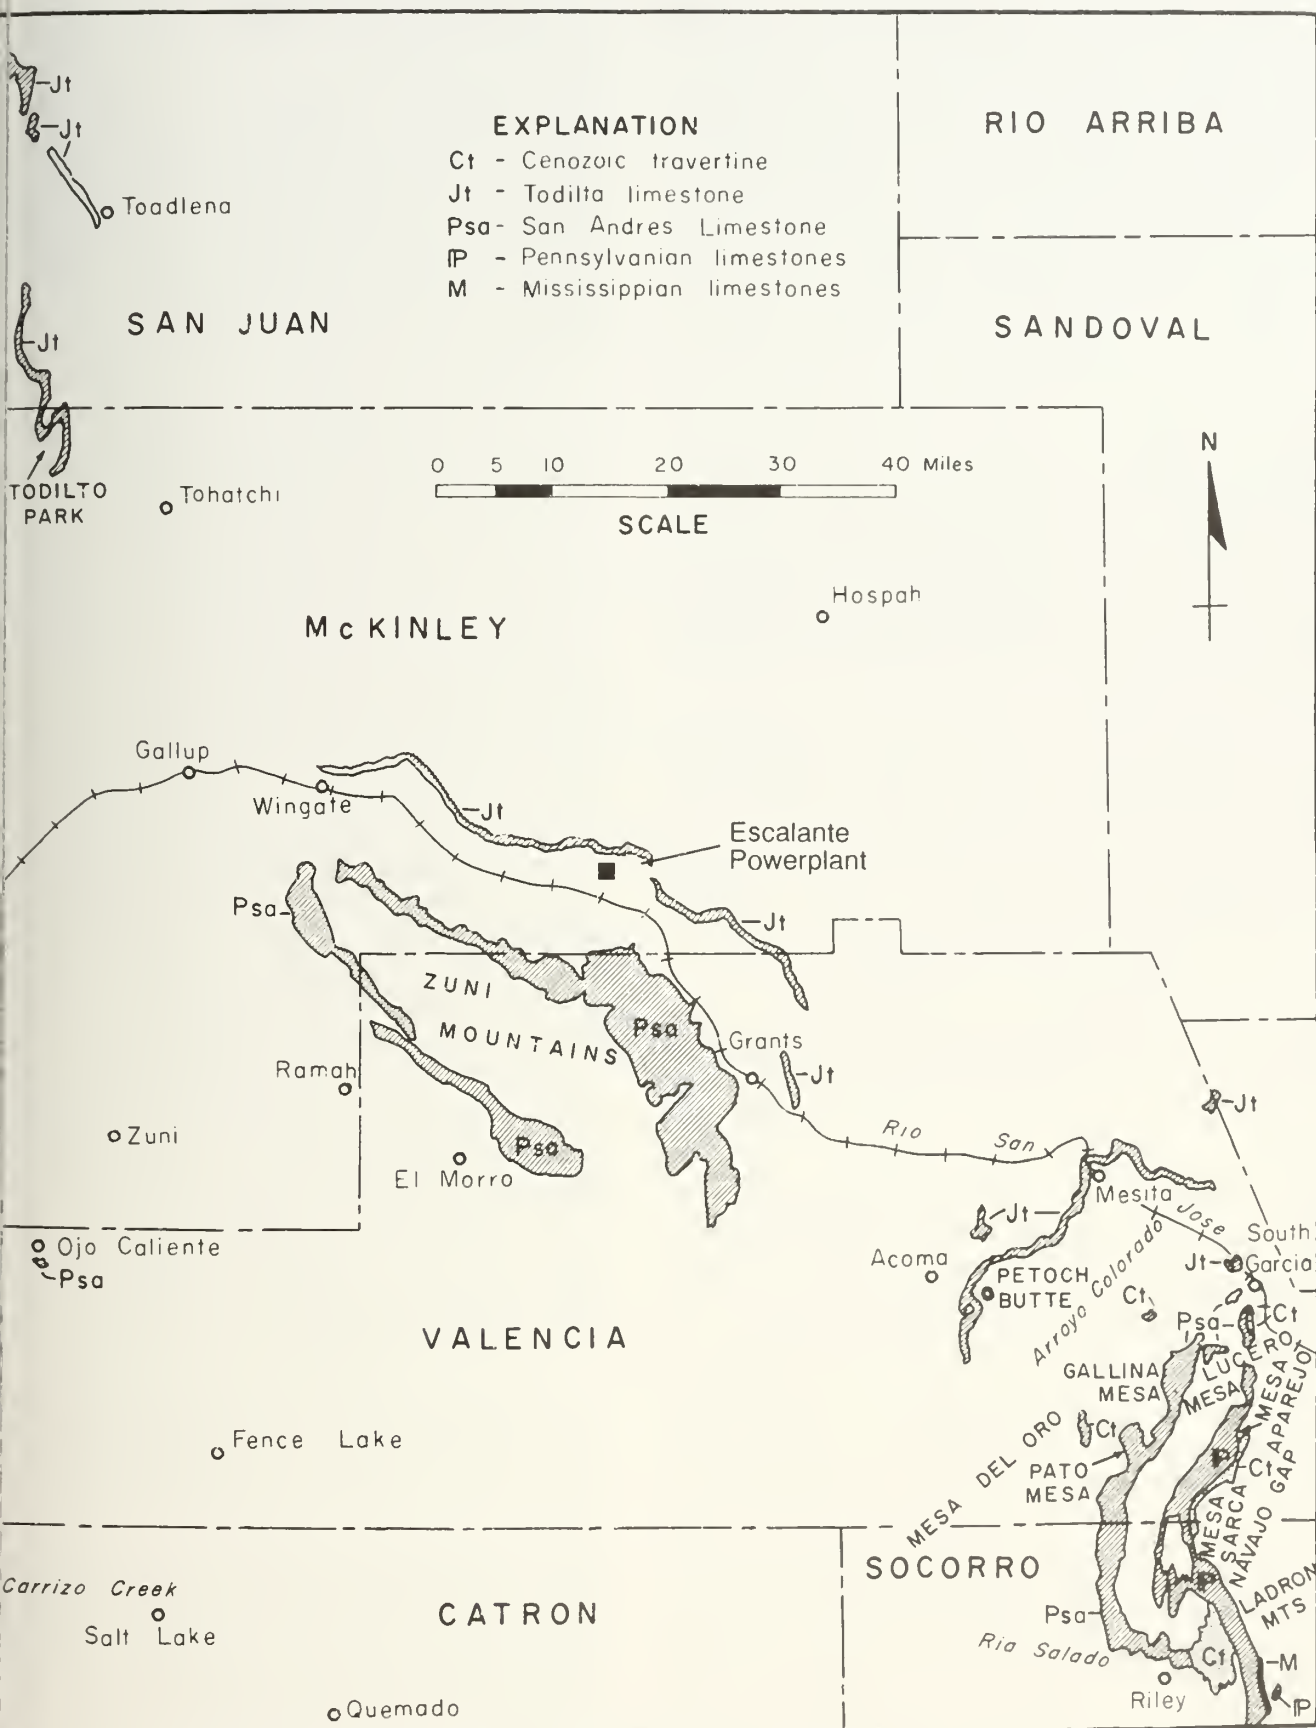 Jt
Jt
Toadlena
EXPLANATION
Ct - Cenozoic travertine
Jt - Todilta limestone
Psa - San Andres Limestone
IP - Pennsylvanian limestones
M - Mississippian limestones
RIO ARRIBA
SAN JUAN
SANDOVAL
Jt
TODILTO
PARK
Tohatchi
0 5 10 20 30 40 Miles
SCALE
N
Hospah
McKINLEY
Gallup
Wingate
Jt
Escalante
Powerplant
Psa
Jt
ZUNI
MOUNTAINS
Psa
Grants
Jt
Ramah
Zuni
Psa
El Morro
Rio San Jose
Jt
Mesita
Jt
Ojo Caliente
Psa
Acoma
PETOCH
BUTTE
Arroyo Colorado
South
Garcia
Jt
Ct
Ct
Psa
VALENCIA
GALLINA
MESA
LUCERO
MESA
MESA
APAREJO
Fence Lake
MESA DEL ORO
Ct
PATO
MESA
P
Ct
MESA
SARCA
NAVAJO GAP
Carrizo Creek
Salt Lake
CATRON
SOCORRO
P
LADRON
MTS
Psa
Ria Salado
Ct
M
Riley
IP
Quemado